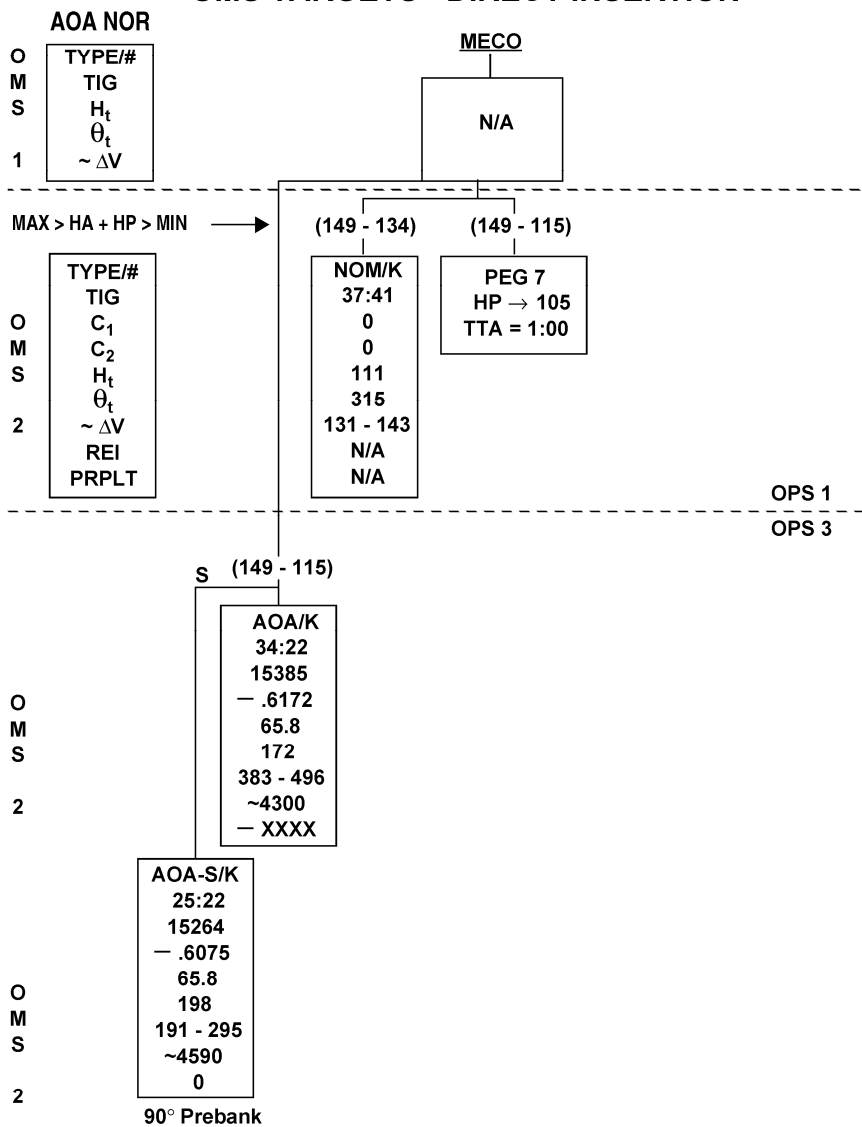 AOA NOR
MECO
O
M
S
1
TYPE/#
TIG
Ht
θt
~ ΔV
N/A
MAX > HA + HP > MIN
(149 - 134)
(149 - 115)
O
M
S
2
TYPE/#
TIG
C1
C2
Ht
θt
~ ΔV
REI
PRPLT
NOM/K
37:41
0
0
111
315
131 - 143
N/A
N/A
PEG 7
HP → 105
TTA = 1:00
OPS 1
OPS 3
S
(149 - 115)
O
M
S
2
AOA/K
34:22
15385
— .6172
65.8
172
383 - 496
~4300
— XXXX
O
M
S
2
AOA-S/K
25:22
15264
— .6075
65.8
198
191 - 295
~4590
0
90° Prebank